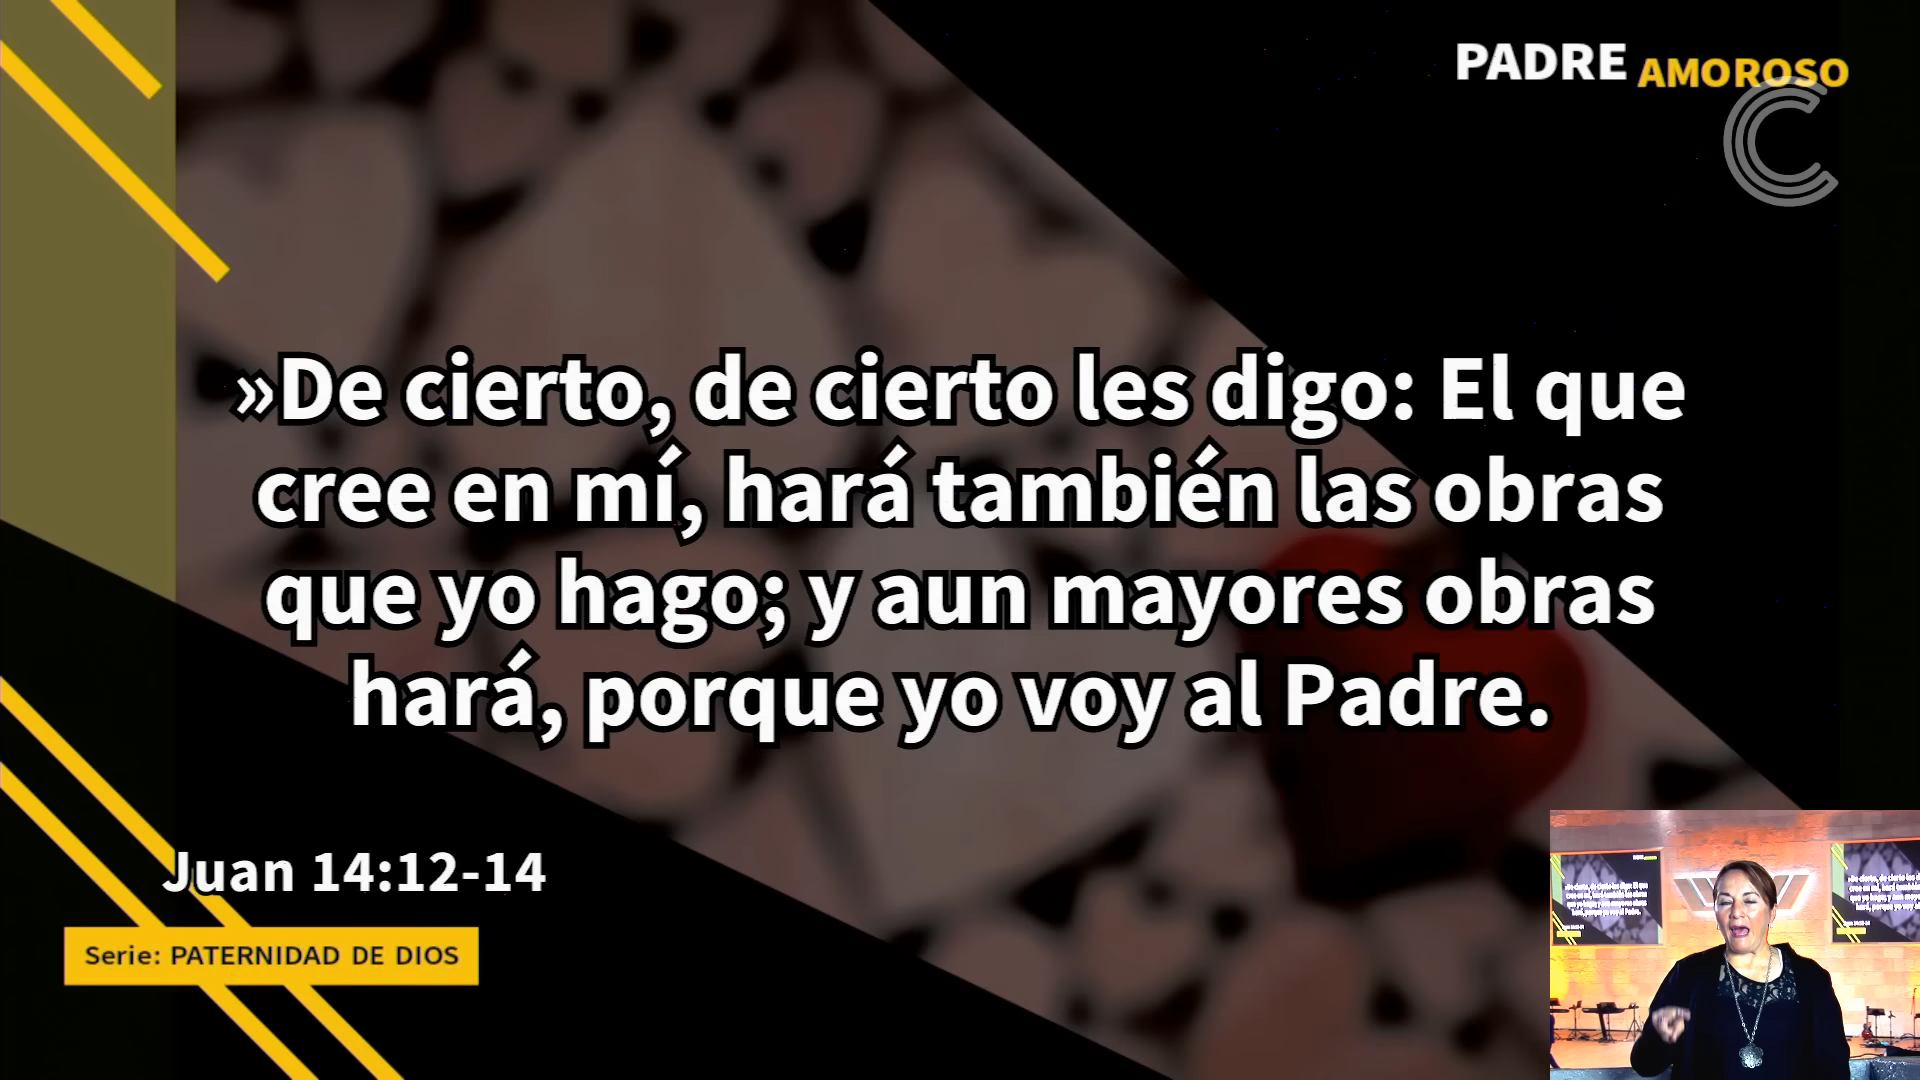 PADRE AMOROSO
»De cierto, de cierto les digo: El que
cree en mí, hará también las obras
que yo hago; y aun mayores obras
hará, porque yo voy al Padre.
Juan 14:12-14
Serie: PATERNIDAD DE DIOS